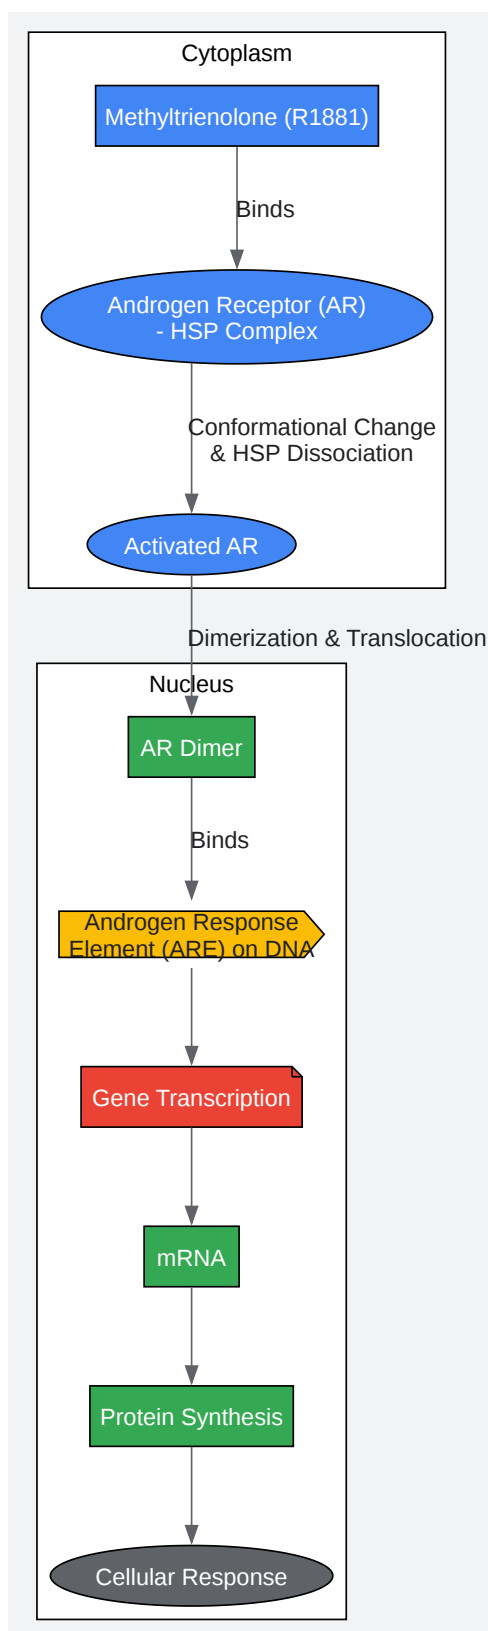 Cytoplasm
Methyltrienolone (R1881)
Binds
Androgen Receptor (AR)
- HSP Complex
Conformational Change
& HSP Dissociation
Activated AR
Dimerization & Translocation
Nucleus
AR Dimer
Binds
Androgen Response
Element (ARE) on DNA
Gene Transcription
mRNA
Protein Synthesis
Cellular Response